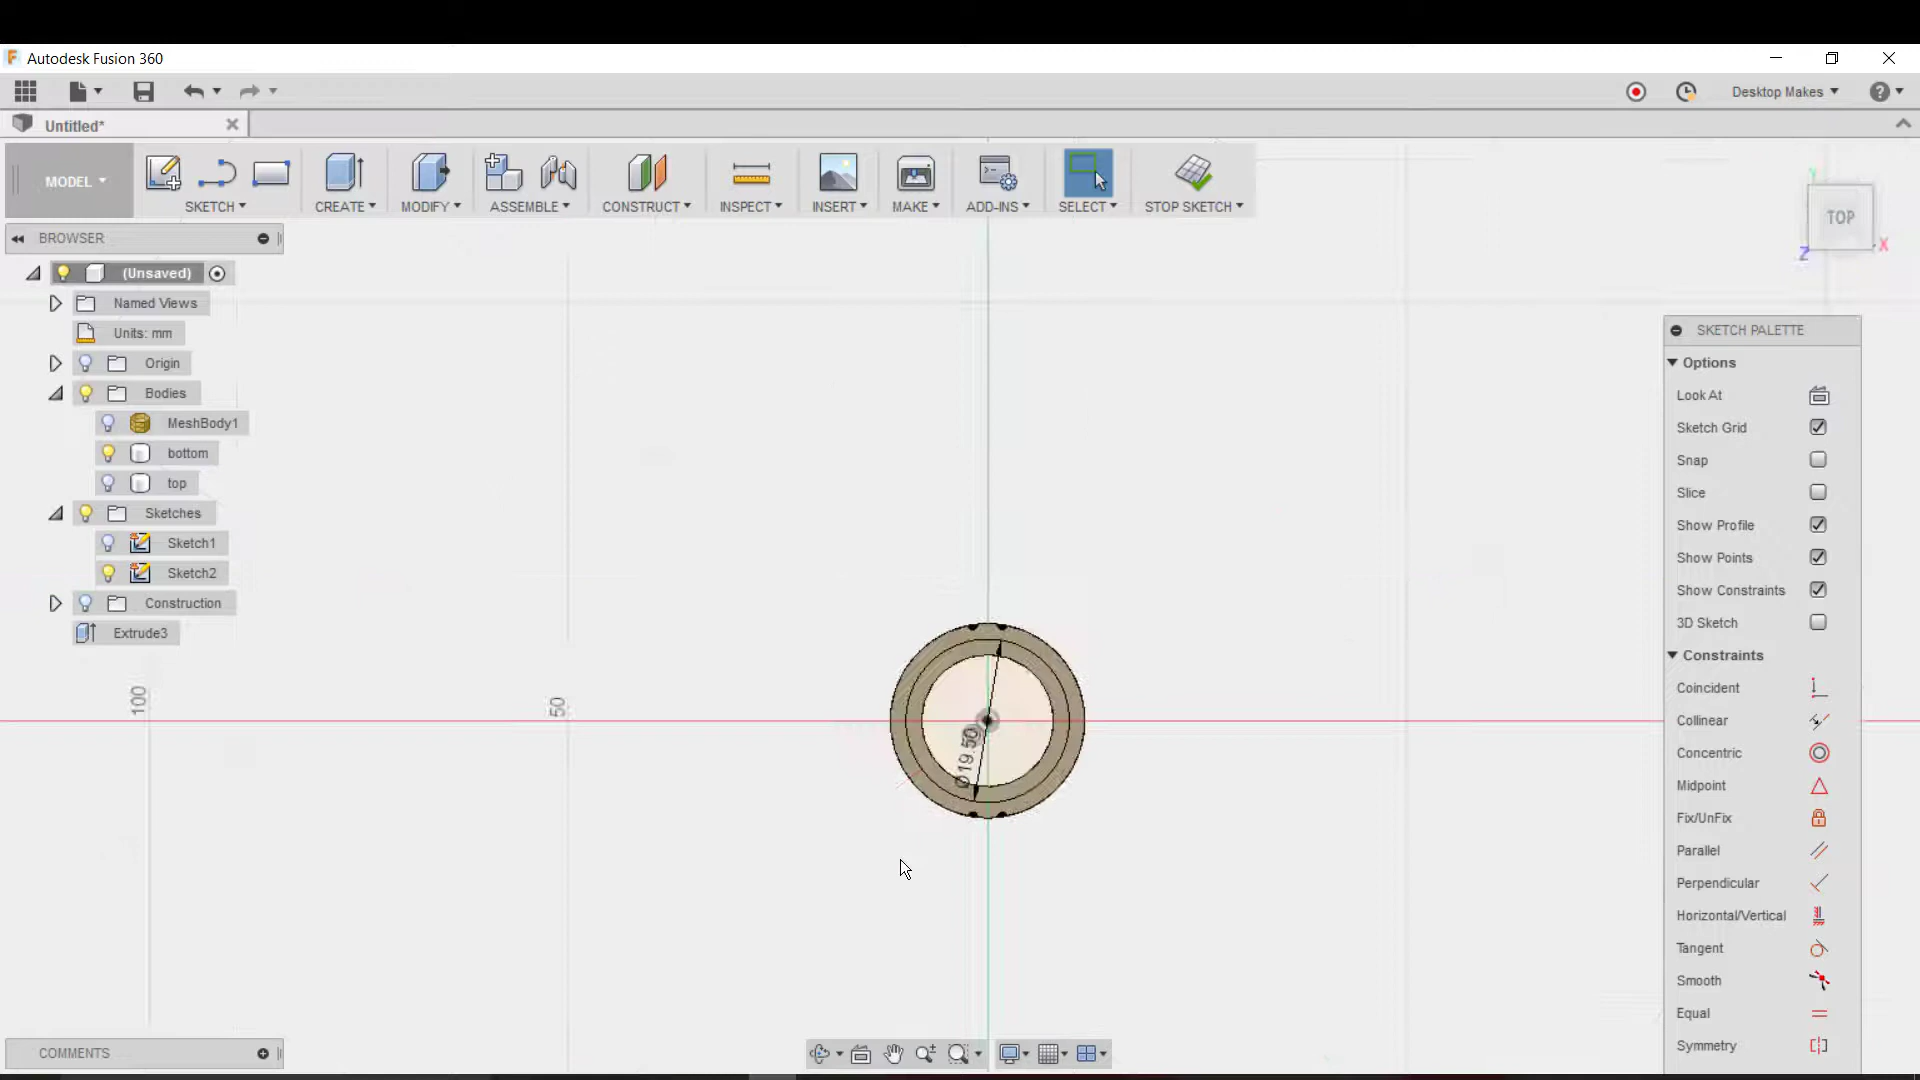 Autodesk Fusion 360
Desktop Makes
Untitled*
MODEL
SKETCH
CREATE
MODIFY
ASSEMBLE
CONSTRUCT
INSPECT
INSERT
MAKE
ADD-INS
SELECT
STOP SKETCH
TOP
X
Z
BROWSER
(Unsaved)
Named Views
Units: mm
Origin
Bodies
MeshBody1
bottom
top
Sketches
Sketch1
Sketch2
Construction
Extrude3
100
50
Ø19.50
SKETCH PALETTE
Options
Look At
Sketch Grid
Snap
Slice
Show Profile
Show Points
Show Constraints
3D Sketch
Constraints
Coincident
Collinear
Concentric
Midpoint
Fix/UnFix
Parallel
Perpendicular
Horizontal/Vertical
Tangent
Smooth
Equal
Symmetry
COMMENTS